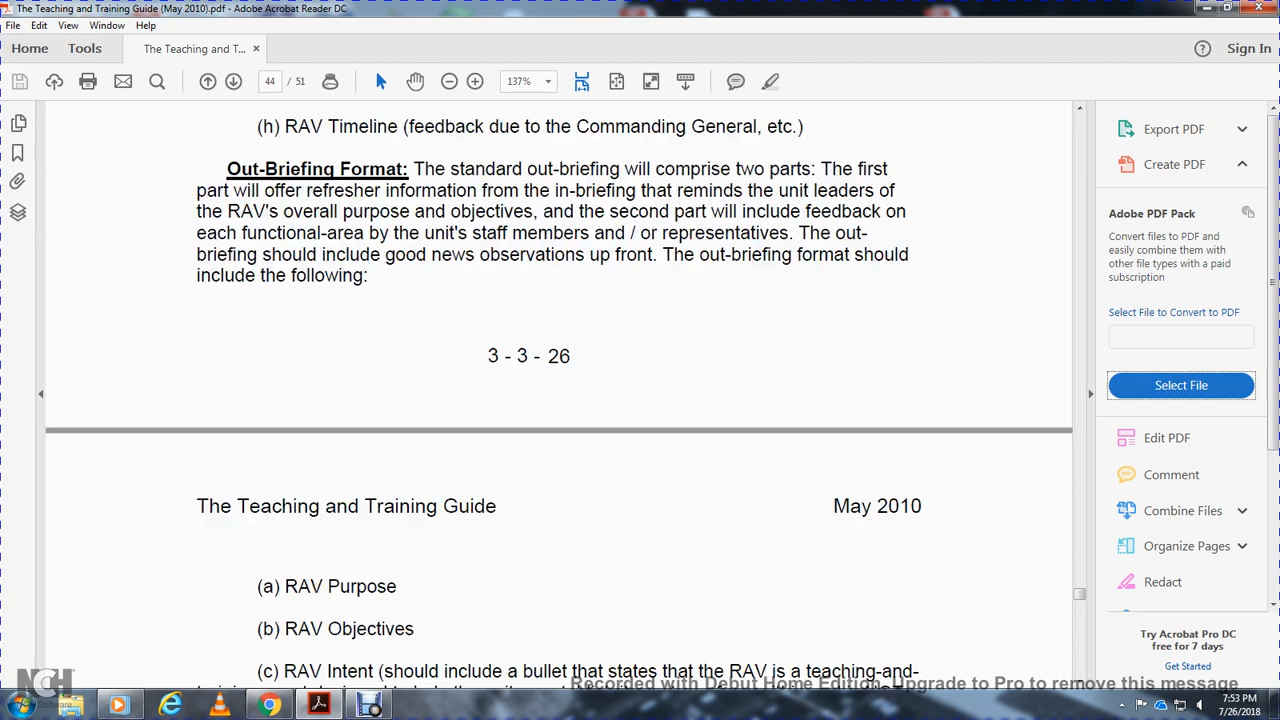 The Teaching and Training Guide (May 2010).pdf - Adobe Acrobat Reader DC
File Edit View Window Help
Home Tools The Teaching and T... × Sign In
44 / 51 137%
(h) RAV Timeline (feedback due to the Commanding General, etc.)
Out-Briefing Format: The standard out-briefing will comprise two parts: The first
part will offer refresher information from the in-briefing that reminds the unit leaders of
the RAV's overall purpose and objectives, and the second part will include feedback on
each functional-area by the unit's staff members and / or representatives. The out-
briefing should include good news observations up front. The out-briefing format should
include the following:
3 - 3 - 26
The Teaching and Training Guide May 2010
(a) RAV Purpose
(b) RAV Objectives
(c) RAV Intent (should include a bullet that states that the RAV is a teaching-and-
Export PDF
Create PDF
Adobe PDF Pack
Convert files to PDF and
easily combine them with
other file types with a paid
subscription
Select File to Convert to PDF
Select File
Edit PDF
Comment
Combine Files
Organize Pages
Redact
Try Acrobat Pro DC
free for 7 days
Get Started
NCH Software
Recorded with Debut Home Edition. Upgrade to Pro to remove this message
7:53 PM
7/26/2018